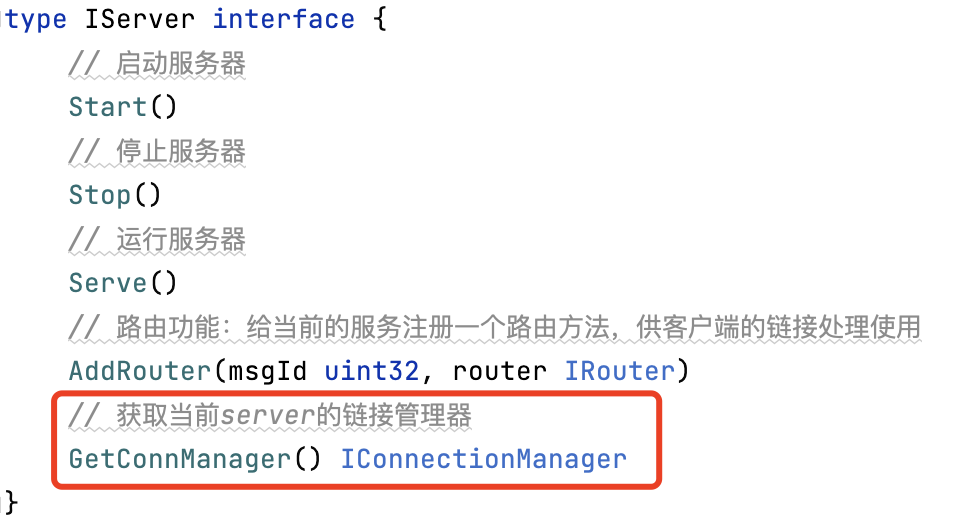 type IServer interface {
// 启动服务器
Start()
// 停止服务器
Stop()
// 运行服务器
Serve()
// 路由功能：给当前的服务注册一个路由方法，供客户端的链接处理使用
AddRouter(msgId uint32, router IRouter)
// 获取当前server的链接管理器
GetConnManager() IConnectionManager
}